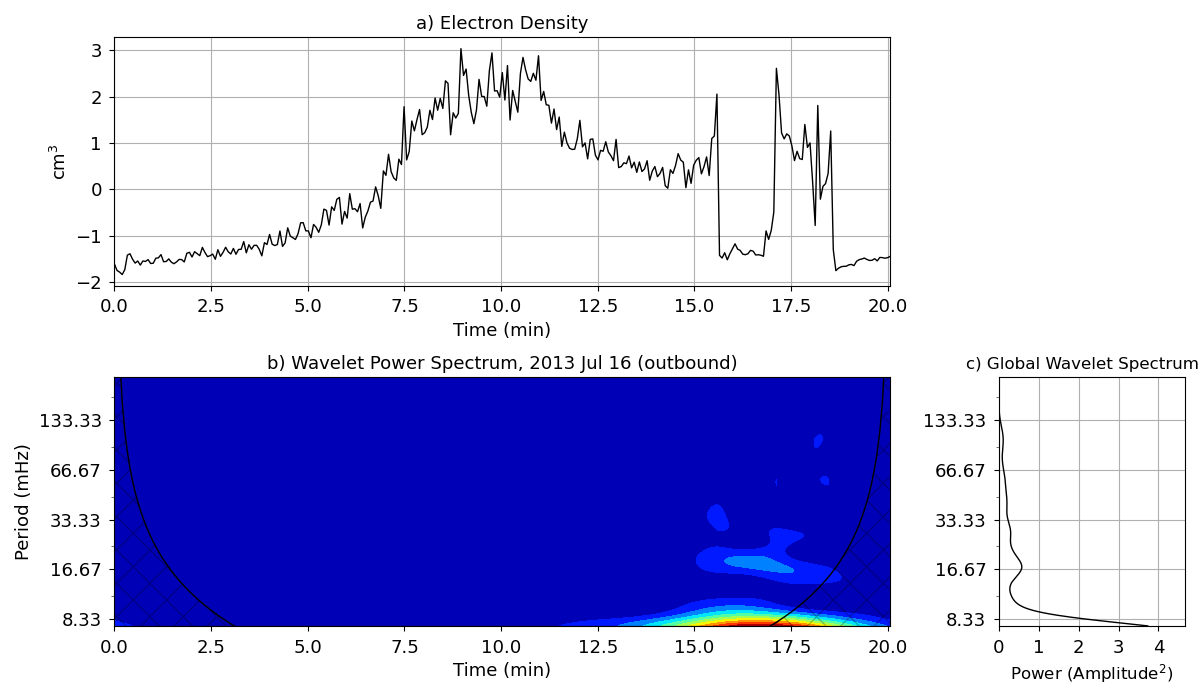 a) Electron Density
3
2
1
0
−1
−2
cm³
0.0 2.5 5.0 7.5 10.0 12.5 15.0 17.5 20.0
Time (min)
b) Wavelet Power Spectrum, 2013 Jul 16 (outbound)
133.33
66.67
33.33
16.67
8.33
Period (mHz)
0.0 2.5 5.0 7.5 10.0 12.5 15.0 17.5 20.0
Time (min)
c) Global Wavelet Spectrum
133.33
66.67
33.33
16.67
8.33
0 1 2 3 4
Power (Amplitude²)